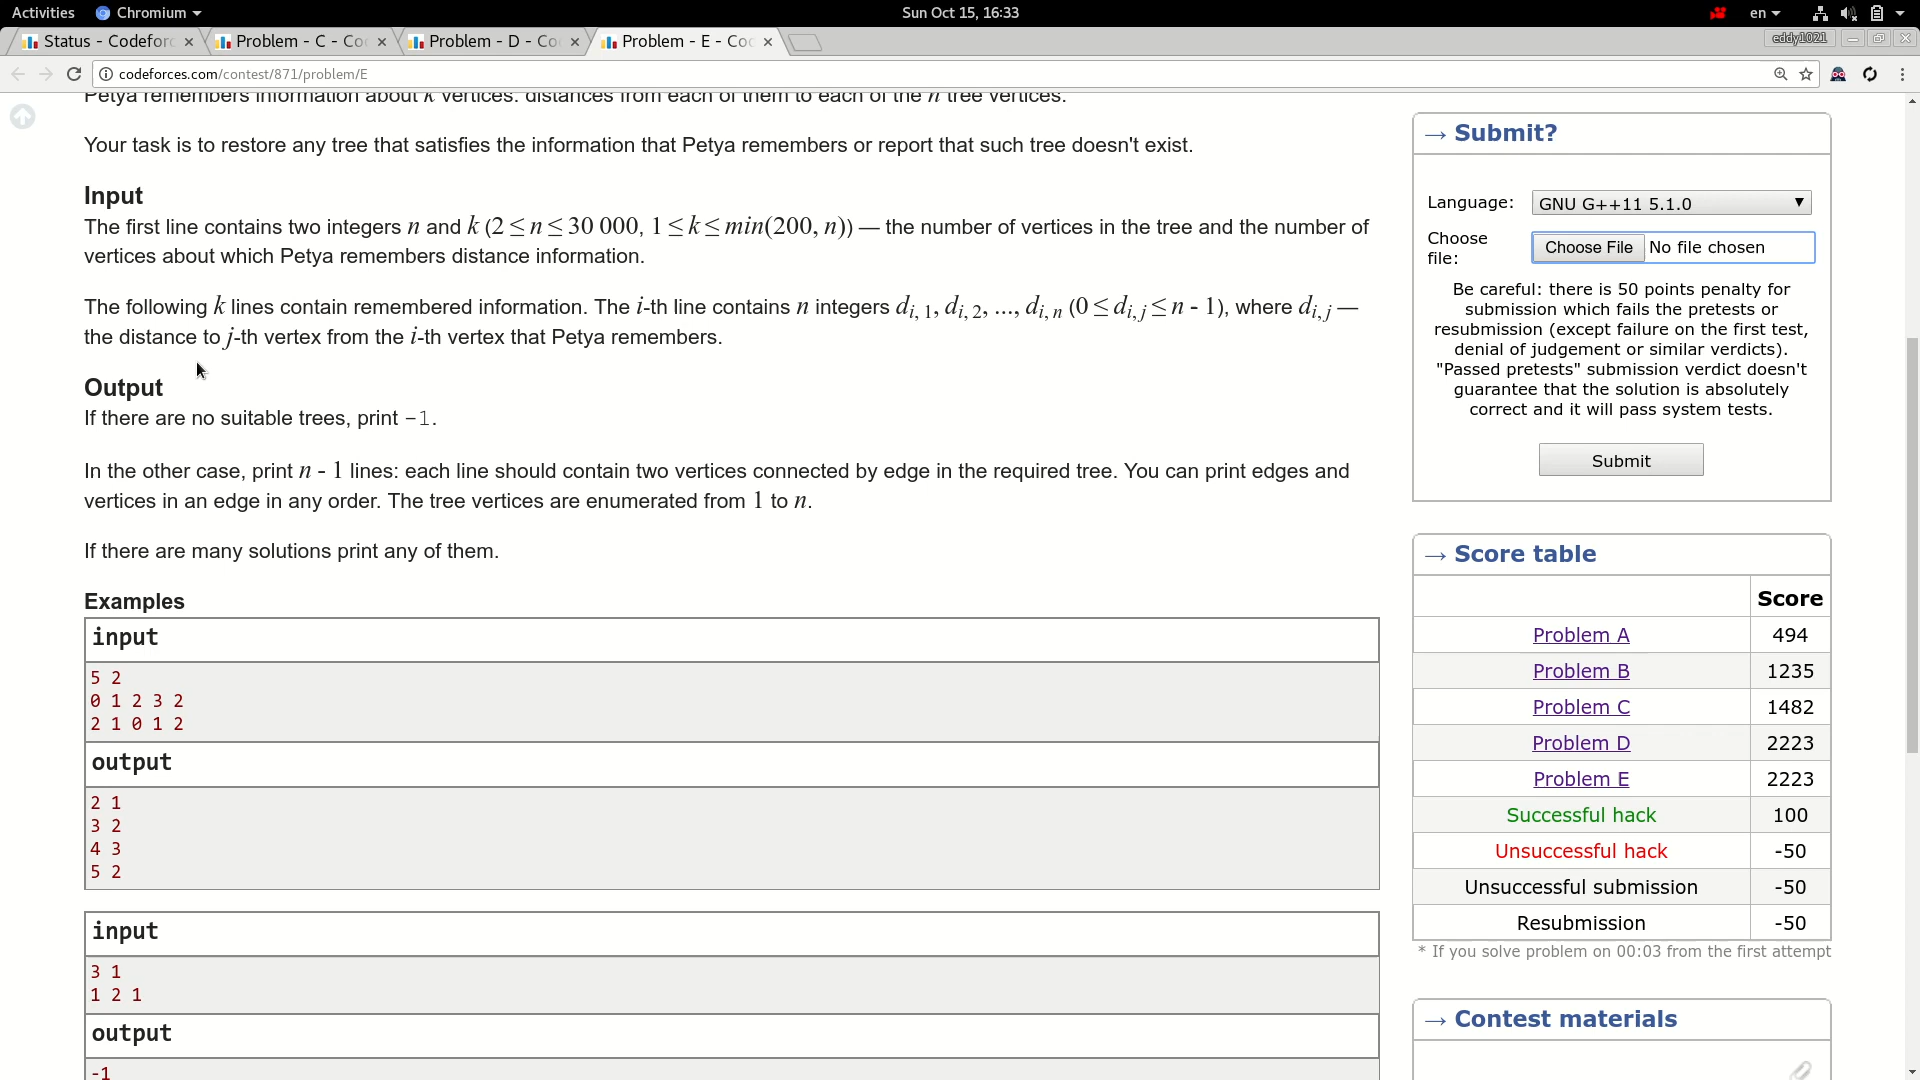 Activities Chromium Sun Oct 15, 16:33 en
Status - Codeforc Problem - C - Co Problem - D - Co Problem - E - Co eddy1021
codeforces.com/contest/871/problem/E
Petya remembers information about k vertices: distances from each of them to each of the n tree vertices.
Your task is to restore any tree that satisfies the information that Petya remembers or report that such tree doesn't exist.
Input
The first line contains two integers n and k (2 ≤ n ≤ 30 000, 1 ≤ k ≤ min(200, n)) — the number of vertices in the tree and the number of
vertices about which Petya remembers distance information.
The following k lines contain remembered information. The i-th line contains n integers d_{i, 1}, d_{i, 2}, ..., d_{i, n} (0 ≤ d_{i, j} ≤ n - 1), where d_{i, j} —
the distance to j-th vertex from the i-th vertex that Petya remembers.
Output
If there are no suitable trees, print -1.
In the other case, print n - 1 lines: each line should contain two vertices connected by edge in the required tree. You can print edges and
vertices in an edge in any order. The tree vertices are enumerated from 1 to n.
If there are many solutions print any of them.
Examples
input
5 2
0 1 2 3 2
2 1 0 1 2
output
2 1
3 2
4 3
5 2
input
3 1
1 2 1
output
-1
→ Submit?
Language: GNU G++11 5.1.0
Choose
file: Choose File No file chosen
Be careful: there is 50 points penalty for
submission which fails the pretests or
resubmission (except failure on the first test,
denial of judgement or similar verdicts).
"Passed pretests" submission verdict doesn't
guarantee that the solution is absolutely
correct and it will pass system tests.
Submit
→ Score table
Score
Problem A 494
Problem B 1235
Problem C 1482
Problem D 2223
Problem E 2223
Successful hack 100
Unsuccessful hack -50
Unsuccessful submission -50
Resubmission -50
* If you solve problem on 00:03 from the first attempt
→ Contest materials